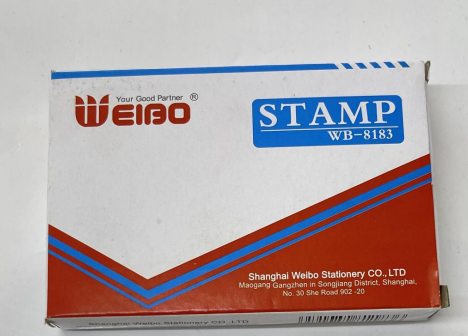 Your Good Partner
WEIBO ®
STAMP
WB-8183
Shanghai Weibo Stationery CO., LTD
Maogang Gangzhen in Songjiang District, Shanghai,
No. 30 She Road 902 -20